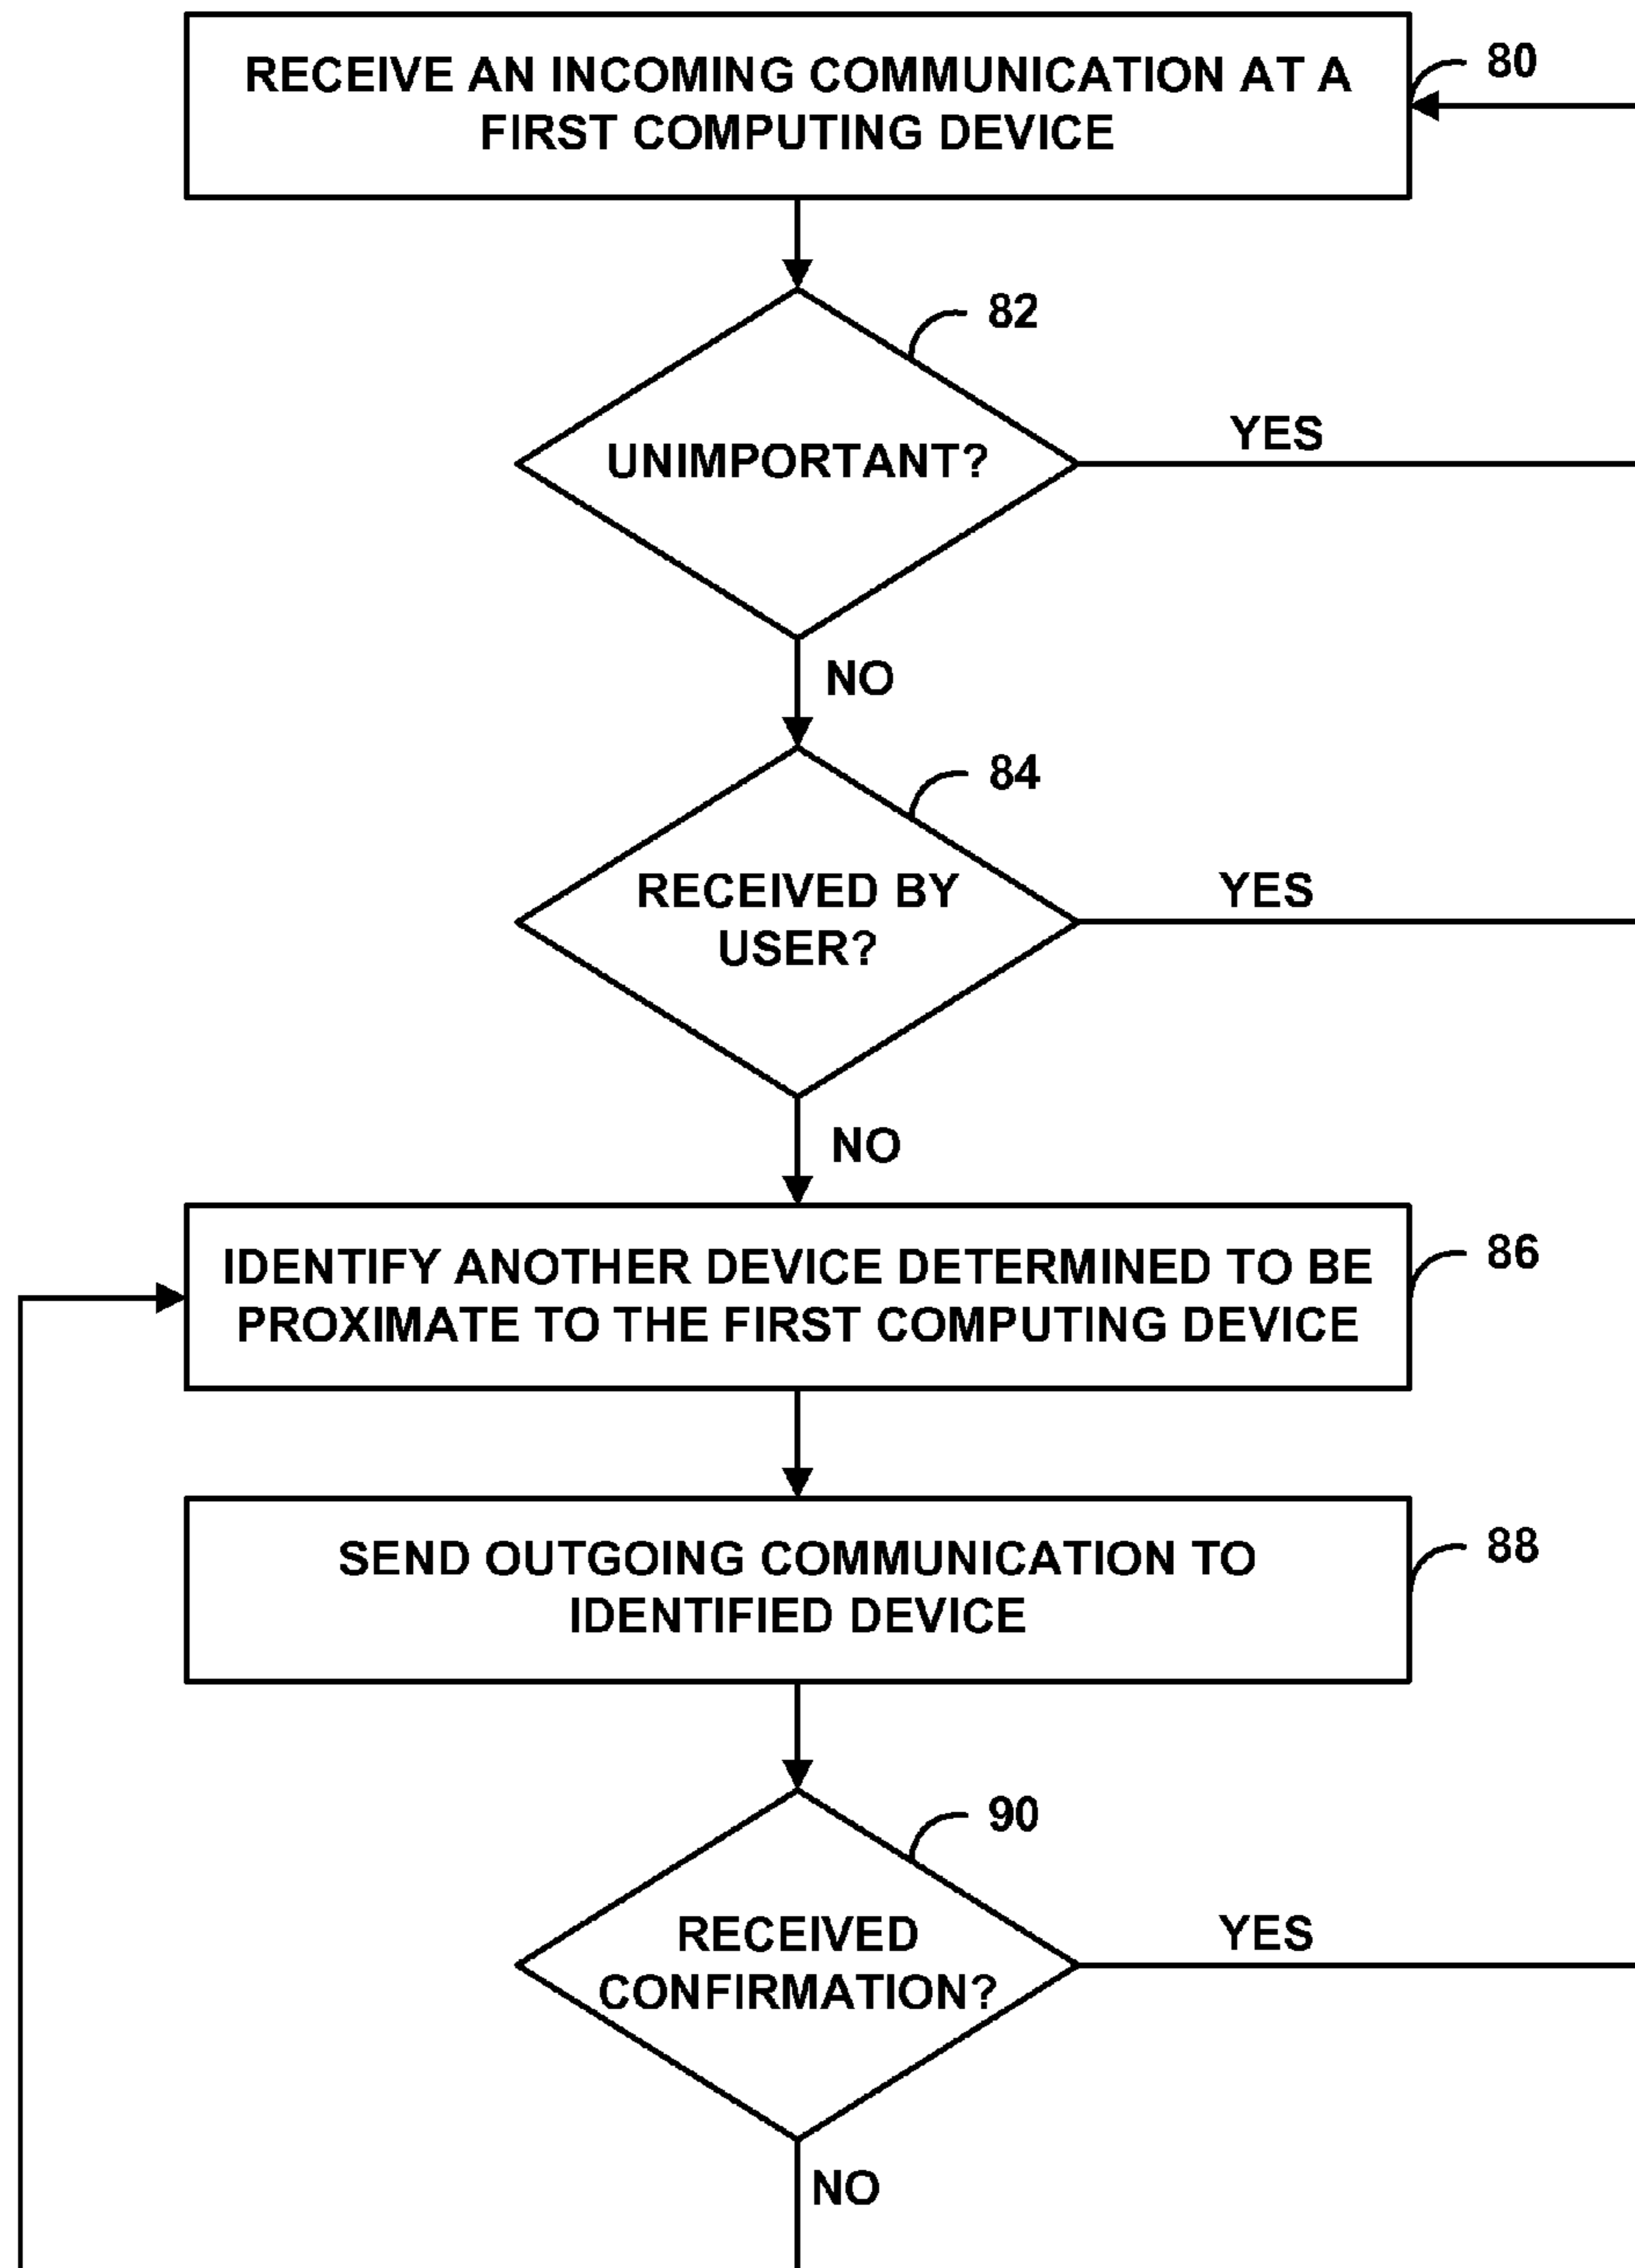 RECEIVE AN INCOMING COMMUNICATION AT A
FIRST COMPUTING DEVICE
80
82
UNIMPORTANT?
YES
NO
84
RECEIVED BY
USER?
YES
NO
IDENTIFY ANOTHER DEVICE DETERMINED TO BE
PROXIMATE TO THE FIRST COMPUTING DEVICE
86
SEND OUTGOING COMMUNICATION TO
IDENTIFIED DEVICE
88
90
RECEIVED
CONFIRMATION?
YES
NO